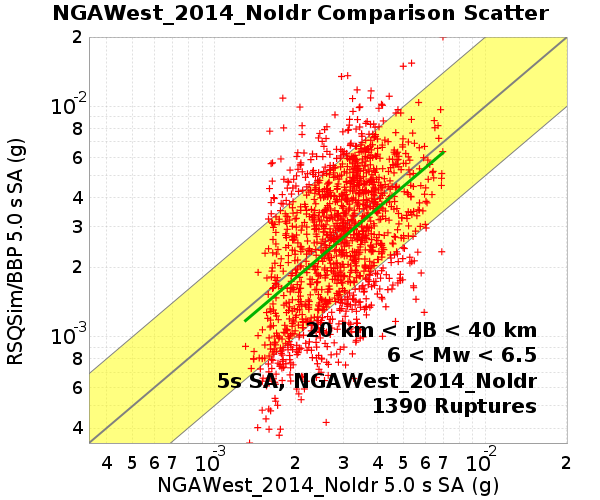 NGAWest_2014_NoIdr Comparison Scatter
2
10-2
8
6
4
3
2
10-3
8
6
4
RSQSim/BBP 5.0 s SA (g)
20 km < rJB < 40 km
6 < Mw < 6.5
5s SA, NGAWest_2014_NoIdr
1390 Ruptures
4 5 6 7 10-3 2 3 4 5 6 7 10-2 2
NGAWest_2014_NoIdr 5.0 s SA (g)